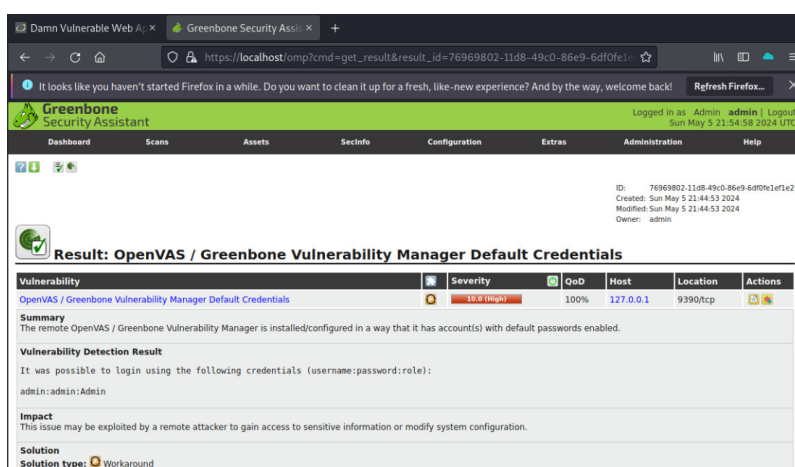 Damn Vulnerable Web Ap
Greenbone Security Assis
https://localhost/omp?cmd=get_result&result_id=76969802-11d8-49c0-86e9-6df0fe1e
It looks like you haven't started Firefox in a while. Do you want to clean it up for a fresh, like-new experience? And by the way, welcome back! Refresh Firefox...
Greenbone
Security Assistant
Logged in as Admin admin | Logout
Sun May 5 21:54:58 2024 UTC
Dashboard Scans Assets SecInfo Configuration Extras Administration Help
ID: 76969802-11d8-49c0-86e9-6df0fe1ef1e2
Created: Sun May 5 21:44:53 2024
Modified: Sun May 5 21:44:53 2024
Owner: admin
Result: OpenVAS / Greenbone Vulnerability Manager Default Credentials
Vulnerability Severity QoD Host Location Actions
OpenVAS / Greenbone Vulnerability Manager Default Credentials 10.0 (High) 100% 127.0.0.1 9390/tcp
Summary
The remote OpenVAS / Greenbone Vulnerability Manager is installed/configured in a way that it has account(s) with default passwords enabled.
Vulnerability Detection Result
It was possible to login using the following credentials (username:password:role):
admin:admin:Admin
Impact
This issue may be exploited by a remote attacker to gain access to sensitive information or modify system configuration.
Solution
Solution type: Workaround